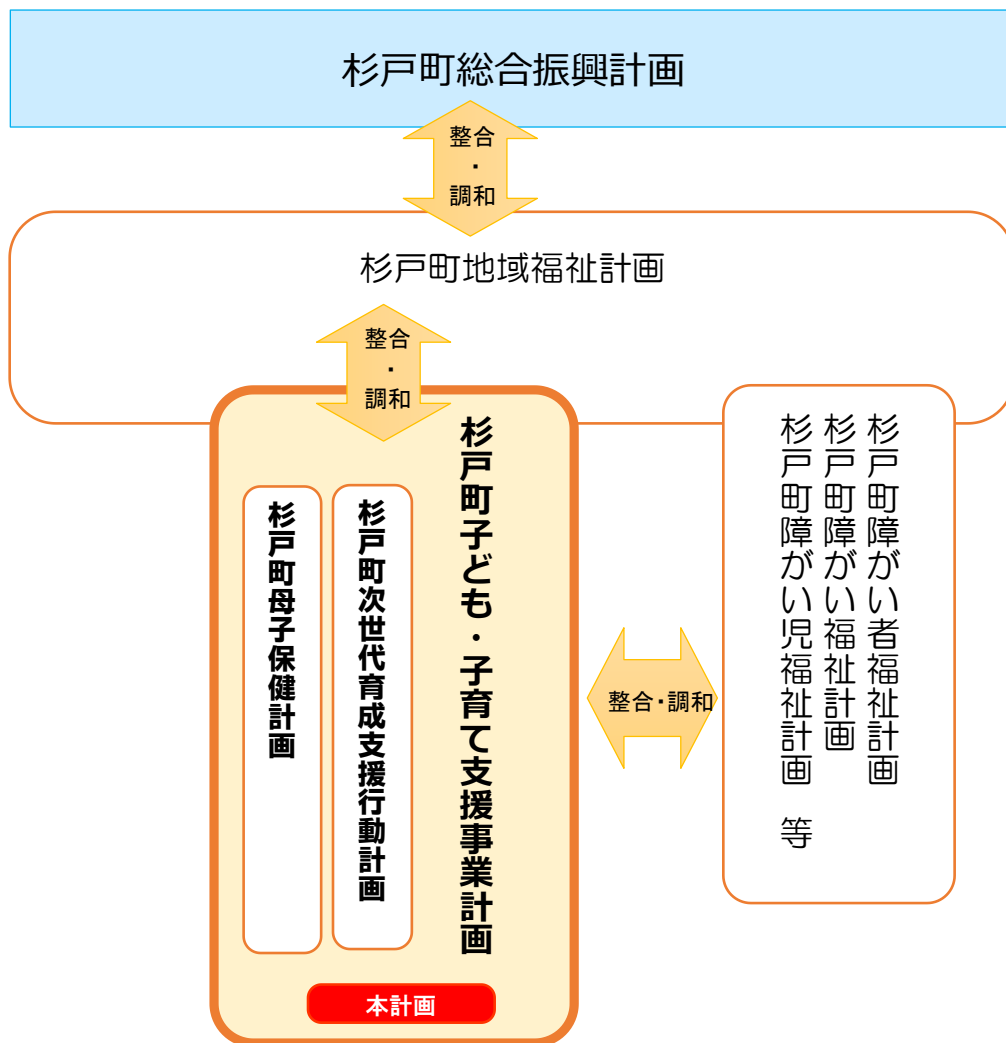 杉戸町総合振興計画
整合
・
調和
杉戸町地域福祉計画
整合
・
調和
杉戸町子ども・子育て支援事業計画
杉戸町次世代育成支援行動計画
杉戸町母子保健計画
本計画
整合・調和
杉戸町障がい者福祉計画
杉戸町障がい福祉計画
杉戸町障がい児福祉計画　等